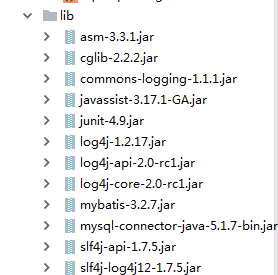 lib
asm-3.3.1.jar
cglib-2.2.2.jar
commons-logging-1.1.1.jar
javassist-3.17.1-GA.jar
junit-4.9.jar
log4j-1.2.17.jar
log4j-api-2.0-rc1.jar
log4j-core-2.0-rc1.jar
mybatis-3.2.7.jar
mysql-connector-java-5.1.7-bin.jar
slf4j-api-1.7.5.jar
slf4j-log4j12-1.7.5.jar